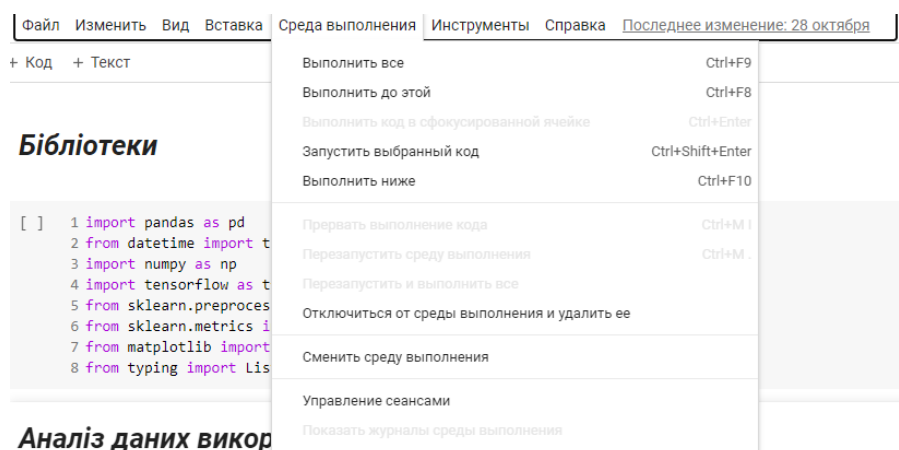 Файл Изменить Вид Вставка Среда выполнения Инструменты Справка Последнее изменение: 28 октября
+ Код + Текст
Выполнить все Ctrl+F9
Выполнить до этой Ctrl+F8
Выполнить код в сфокусированной ячейке Ctrl+Enter
Запустить выбранный код Ctrl+Shift+Enter
Выполнить ниже Ctrl+F10
Прервать выполнение кода Ctrl+M I
Перезапустить среду выполнения Ctrl+M .
Перезапустить и выполнить все
Отключиться от среды выполнения и удалить ее
Сменить среду выполнения
Управление сеансами
Показать журналы среды выполнения
Бібліотеки
[ ] 1 import pandas as pd
2 from datetime import t
3 import numpy as np
4 import tensorflow as t
5 from sklearn.preproces
6 from sklearn.metrics i
7 from matplotlib import
8 from typing import Lis
Аналіз даних викор